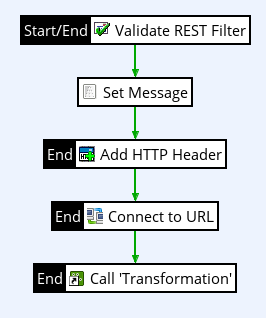 Start/End Validate REST Filter
Set Message
End Add HTTP Header
End Connect to URL
End Call 'Transformation'